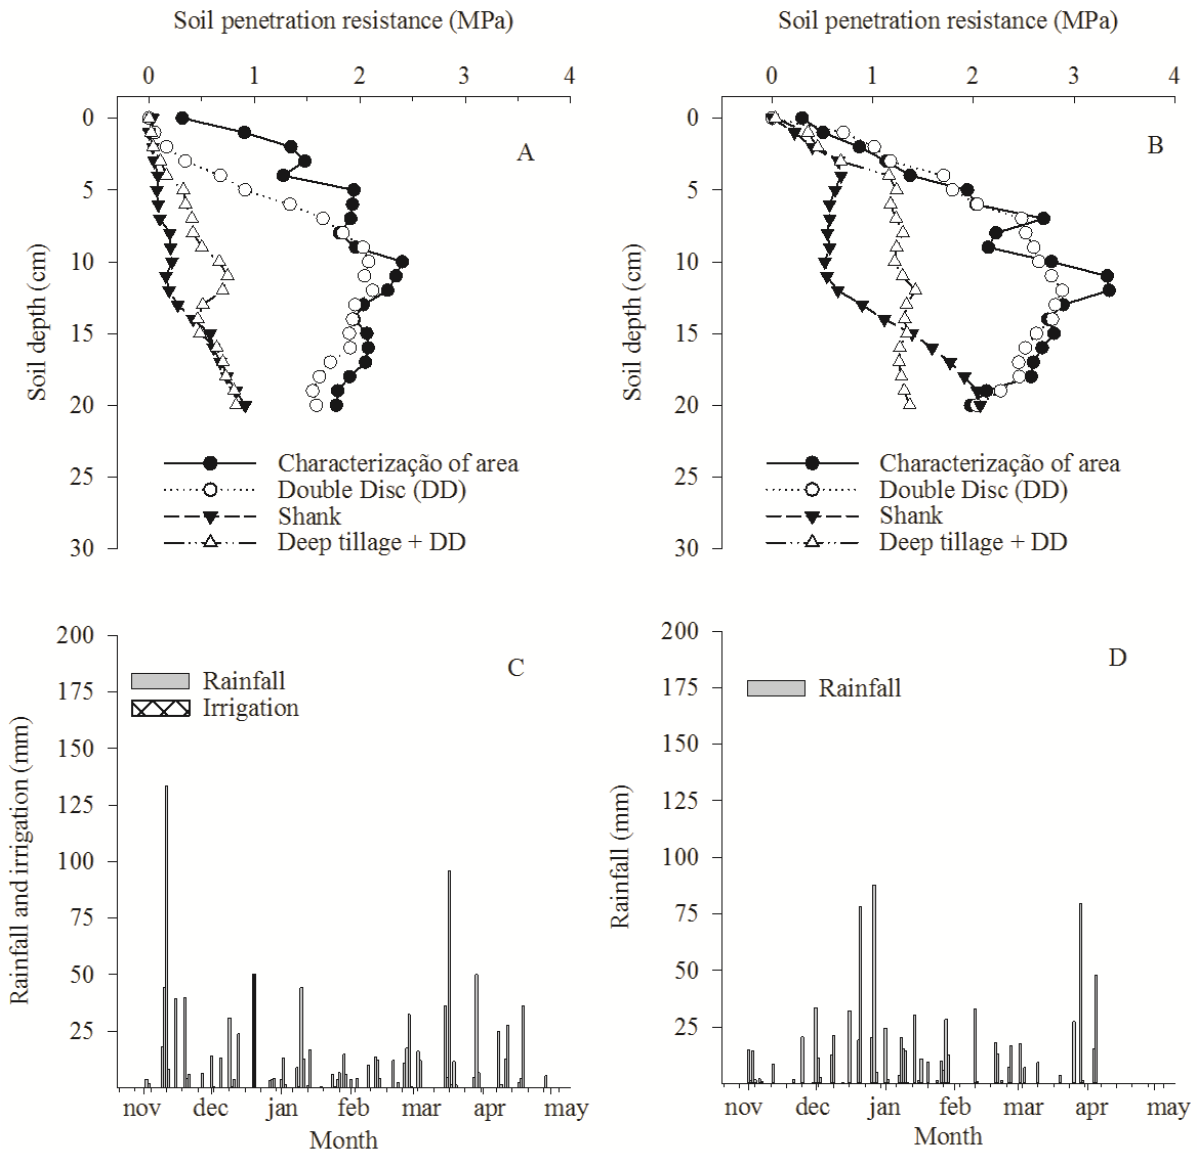 Soil penetration resistance (MPa)
0 1 2 3 4
0
5
10
15
20
25
30
Soil depth (cm)
A
Characterização of area
Double Disc (DD)
Shank
Deep tillage + DD
Soil penetration resistance (MPa)
0 1 2 3 4
0
5
10
15
20
25
30
Soil depth (cm)
B
Characterização of area
Double Disc (DD)
Shank
Deep tillage + DD
200
175
150
125
100
75
50
25
Rainfall and irrigation (mm)
C
Rainfall
Irrigation
nov dec jan feb mar apr may
Month
200
175
150
125
100
75
50
25
Rainfall (mm)
D
Rainfall
nov dec jan feb mar apr may
Month